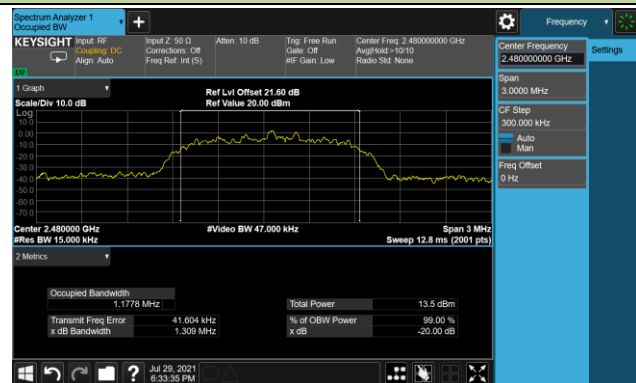 Spectrum Analyzer 1
Occupied BW
+
Frequency
KEYSIGHT
Input: RF
Coupling: DC
Align: Auto
Input Z: 50 Ω
Corrections: Off
Freq Ref: Int (S)
Atten: 10 dB
Trig: Free Run
Gate: Off
#IF Gain: Low
Center Freq: 2.480000000 GHz
Avg|Hold:>10/10
Radio Std: None
Center Frequency
2.480000000 GHz
Settings
Span
3.0000 MHz
CF Step
300.000 kHz
Auto
Man
Freq Offset
0 Hz
1 Graph
Scale/Div 10.0 dB
Ref Lvl Offset 21.60 dB
Ref Value 20.00 dBm
Log
10.0
0.00
-10.0
-20.0
-30.0
-40.0
-50.0
-60.0
-70.0
Center 2.480000 GHz
#Res BW 15.000 kHz
#Video BW 47.000 kHz
Span 3 MHz
Sweep 12.8 ms (2001 pts)
2 Metrics
Occupied Bandwidth
1.1778 MHz
Transmit Freq Error 41.604 kHz
x dB Bandwidth 1.309 MHz
Total Power 13.5 dBm
% of OBW Power 99.00 %
x dB -20.00 dB
?
Jul 29, 2021
6:33:35 PM